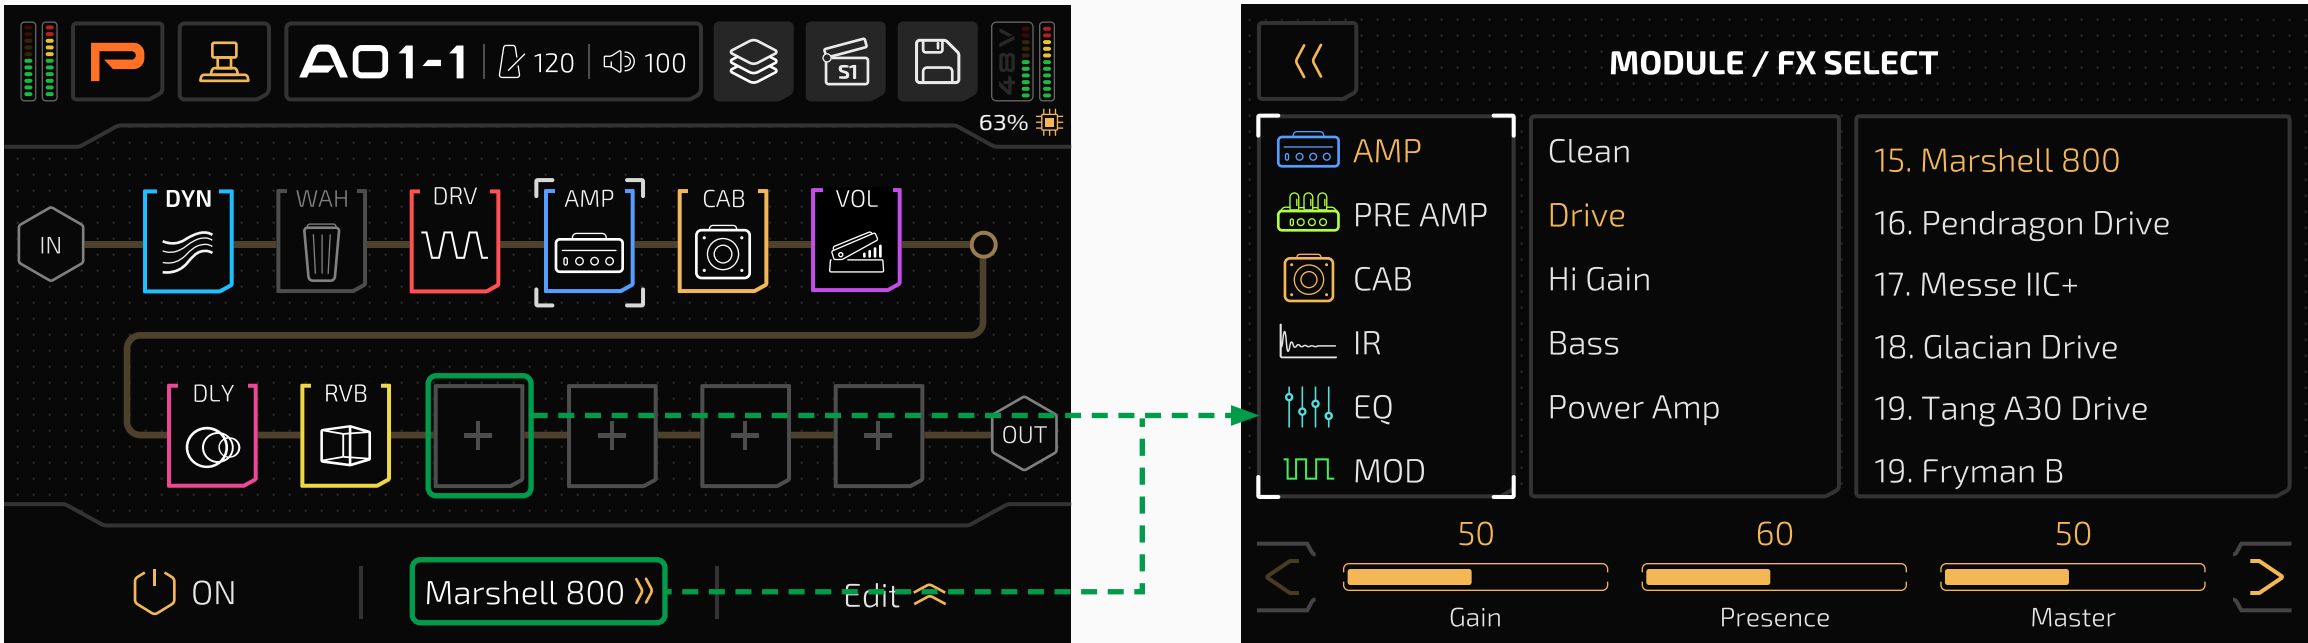 A01-1 120 100
S1
48V
63%
DYN WAH DRV AMP CAB VOL
IN
DLY RVB
OUT
ON Marshell 800 Edit
MODULE / FX SELECT
AMP
PRE AMP
CAB
IR
EQ
MOD
Clean
Drive
Hi Gain
Bass
Power Amp
15. Marshell 800
16. Pendragon Drive
17. Messe IIC+
18. Glacian Drive
19. Tang A30 Drive
19. Fryman B
50 60 50
Gain Presence Master